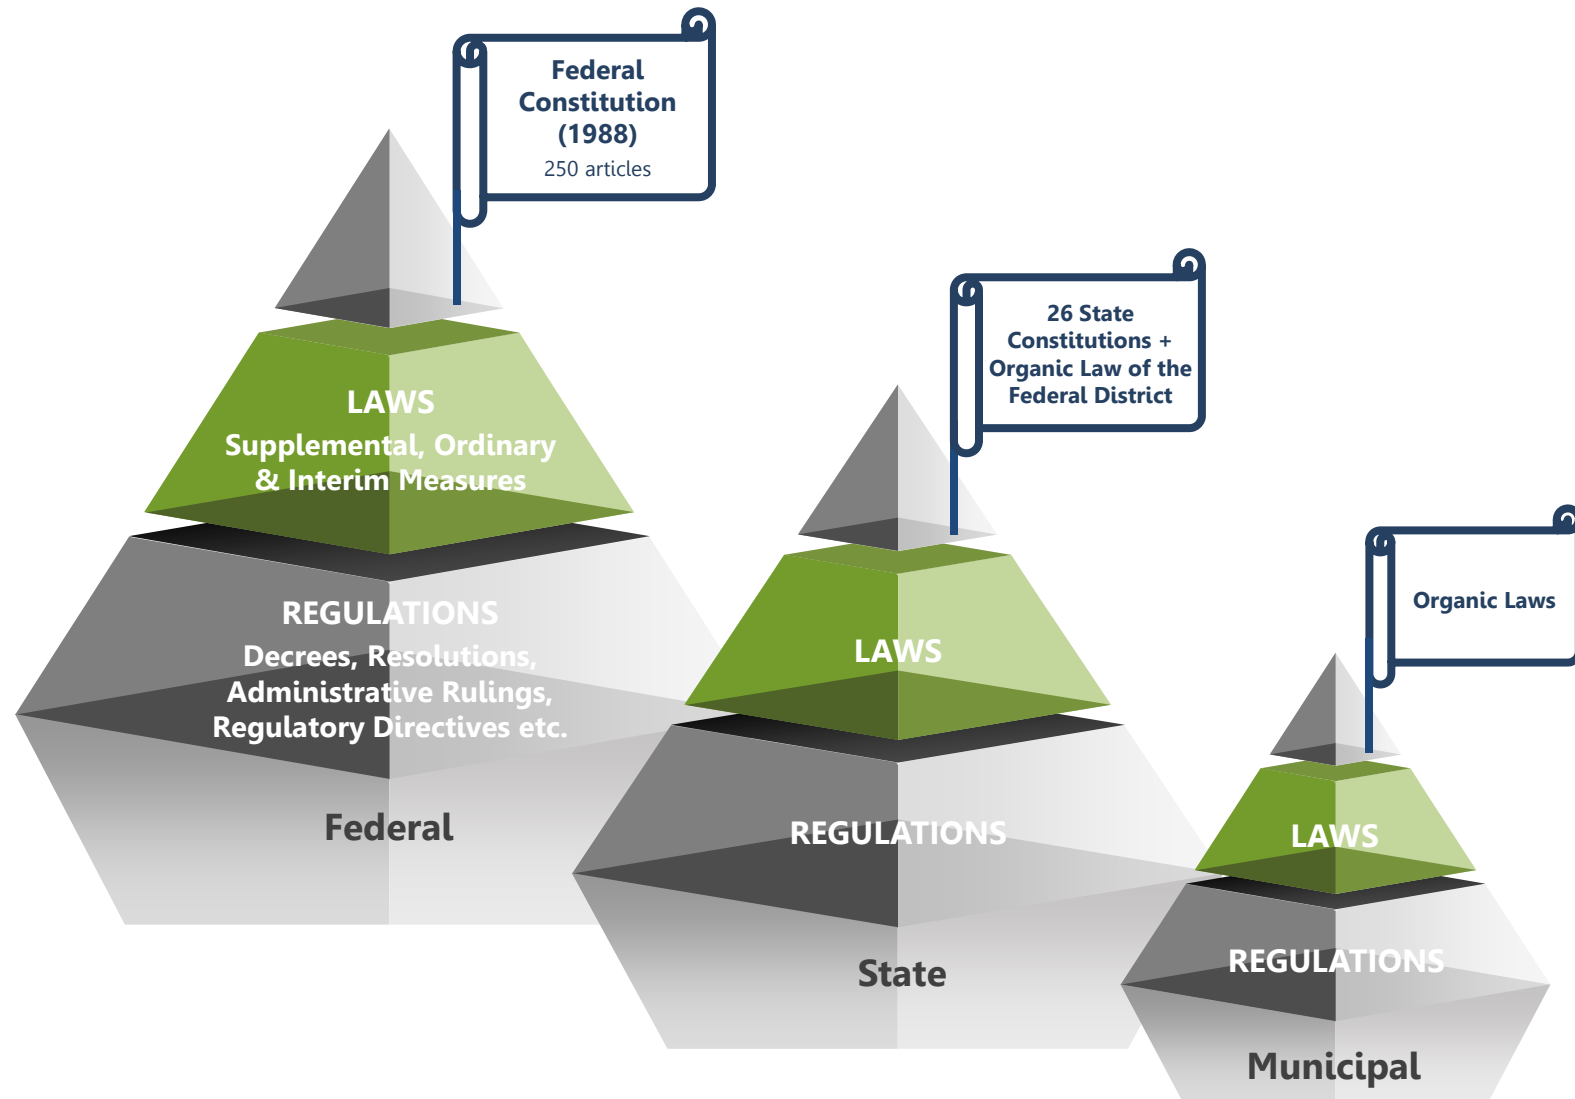 Federal
Constitution
(1988)
250 articles
LAWS
Supplemental, Ordinary
& Interim Measures
REGULATIONS
Decrees, Resolutions,
Administrative Rulings,
Regulatory Directives etc.
Federal
26 State
Constitutions +
Organic Law of the
Federal District
LAWS
REGULATIONS
State
Organic Laws
LAWS
REGULATIONS
Municipal